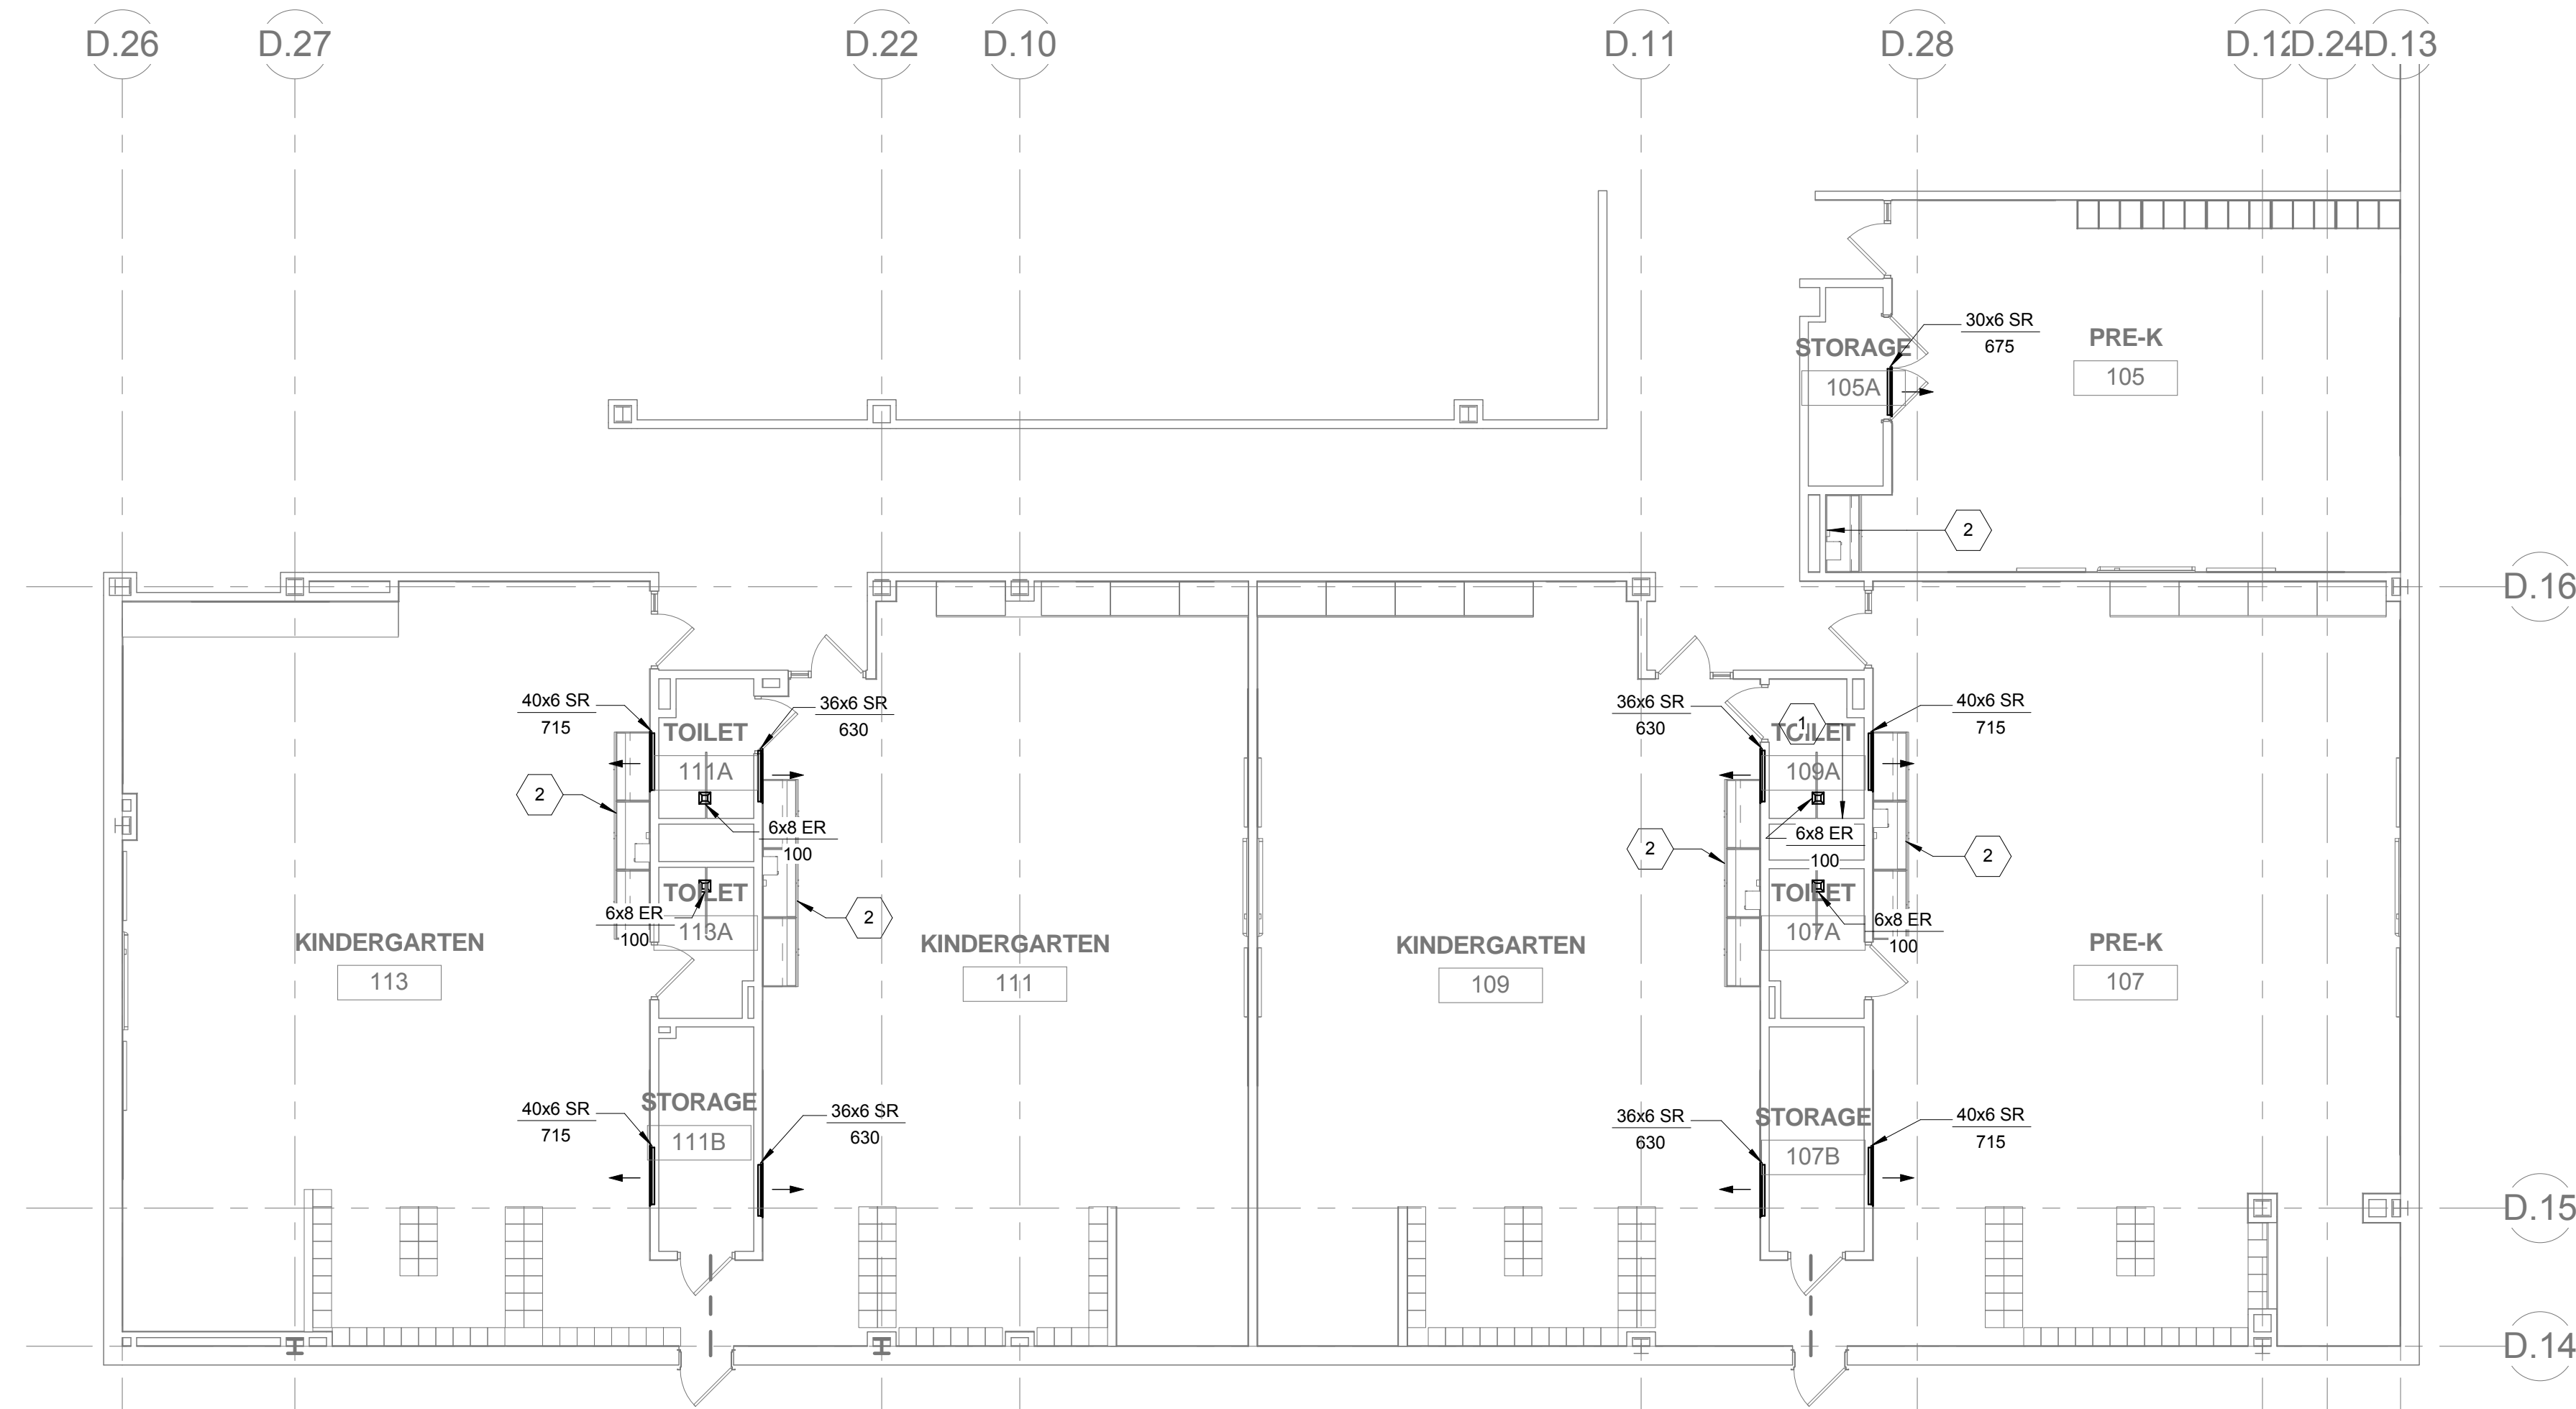 D.26
D.27
D.22
D.10
D.11
D.28
D.12
D.24
D.13
30x6 SR
675
PRE-K
105
STORAGE
105A
2
D.16
40x6 SR
715
36x6 SR
630
36x6 SR
630
40x6 SR
715
TOILET
111A
1
TOILET
109A
2
6x8 ER
100
6x8 ER
100
2
2
TOILET
113A
6x8 ER
100
2
TOILET
107A
6x8 ER
100
KINDERGARTEN
113
KINDERGARTEN
111
KINDERGARTEN
109
PRE-K
107
40x6 SR
715
STORAGE
111B
36x6 SR
630
36x6 SR
630
STORAGE
107B
40x6 SR
715
D.15
D.14